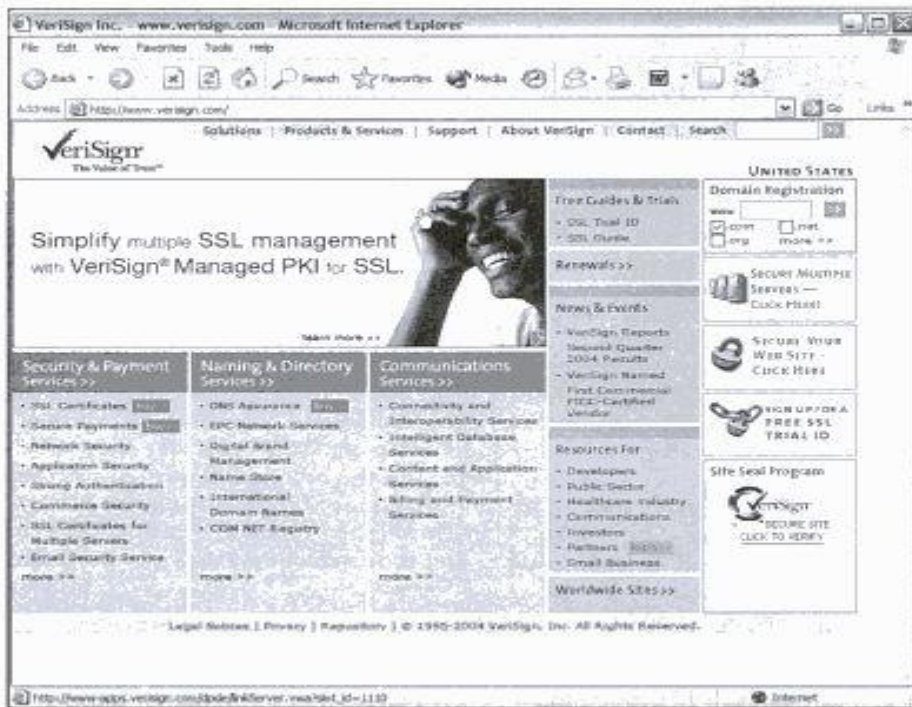 VeriSign Inc. - www.verisign.com - Microsoft Internet Explorer
File Edit View Favorites Tools Help
Back Search Favorites Media
Address http://www.verisign.com/ Go Links
Solutions | Products & Services | Support | About VeriSign | Contact | Search
VeriSign
The Value of Trust
UNITED STATES
Simplify multiple SSL management
with VeriSign® Managed PKI for SSL.
learn more >>
Security & Payment
Services >>
• SSL Certificates
• Secure Payments
• Network Security
• Application Security
• Strong Authentication
• Commerce Security
• SSL Certificates for
Multiple Servers
• Email Security Service
more >>
Naming & Directory
Services >>
• DNS Assurance
• EPC Network Services
• Digital Brand
Management
• Name Store
• International
Domain Names
• COM NET Registry
more >>
Communications
Services >>
• Connectivity and
Interoperability Services
• Intelligent Database
Services
• Content and Application
Services
• Billing and Payment
Services
more >>
Free Guides & Trials
• SSL Trial ID
• SSL Guide
Renewals >>
News & Events
• VeriSign Reports
Second Quarter
2004 Results
• VeriSign Named
First Commercial
Vendor
Resources For
• Developers
• Public Sector
• Healthcare Industry
• Communications
• Investors
• Partners
• Small Business
Worldwide Sites >>
Domain Registration
www
.com .net
.org more >>
SECURE MULTIPLE
SERVERS —
CLICK HERE!
SECURE YOUR
WEB SITE -
CLICK HERE
SIGN UP FOR A
FREE SSL
TRIAL ID
Site Seal Program
VeriSign
SECURE SITE
CLICK TO VERIFY
Legal Notices | Privacy | Repository | © 1995-2004 VeriSign, Inc. All Rights Reserved.
Internet